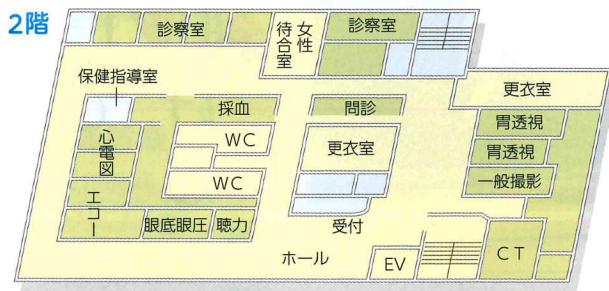 2階
診察室
女性
待合室
診察室
保健指導室
更衣室
採血
問診
胃透視
心電図
WC
更衣室
胃透視
WC
一般撮影
エコー
眼底眼圧
聴力
受付
ホール
EV
CT